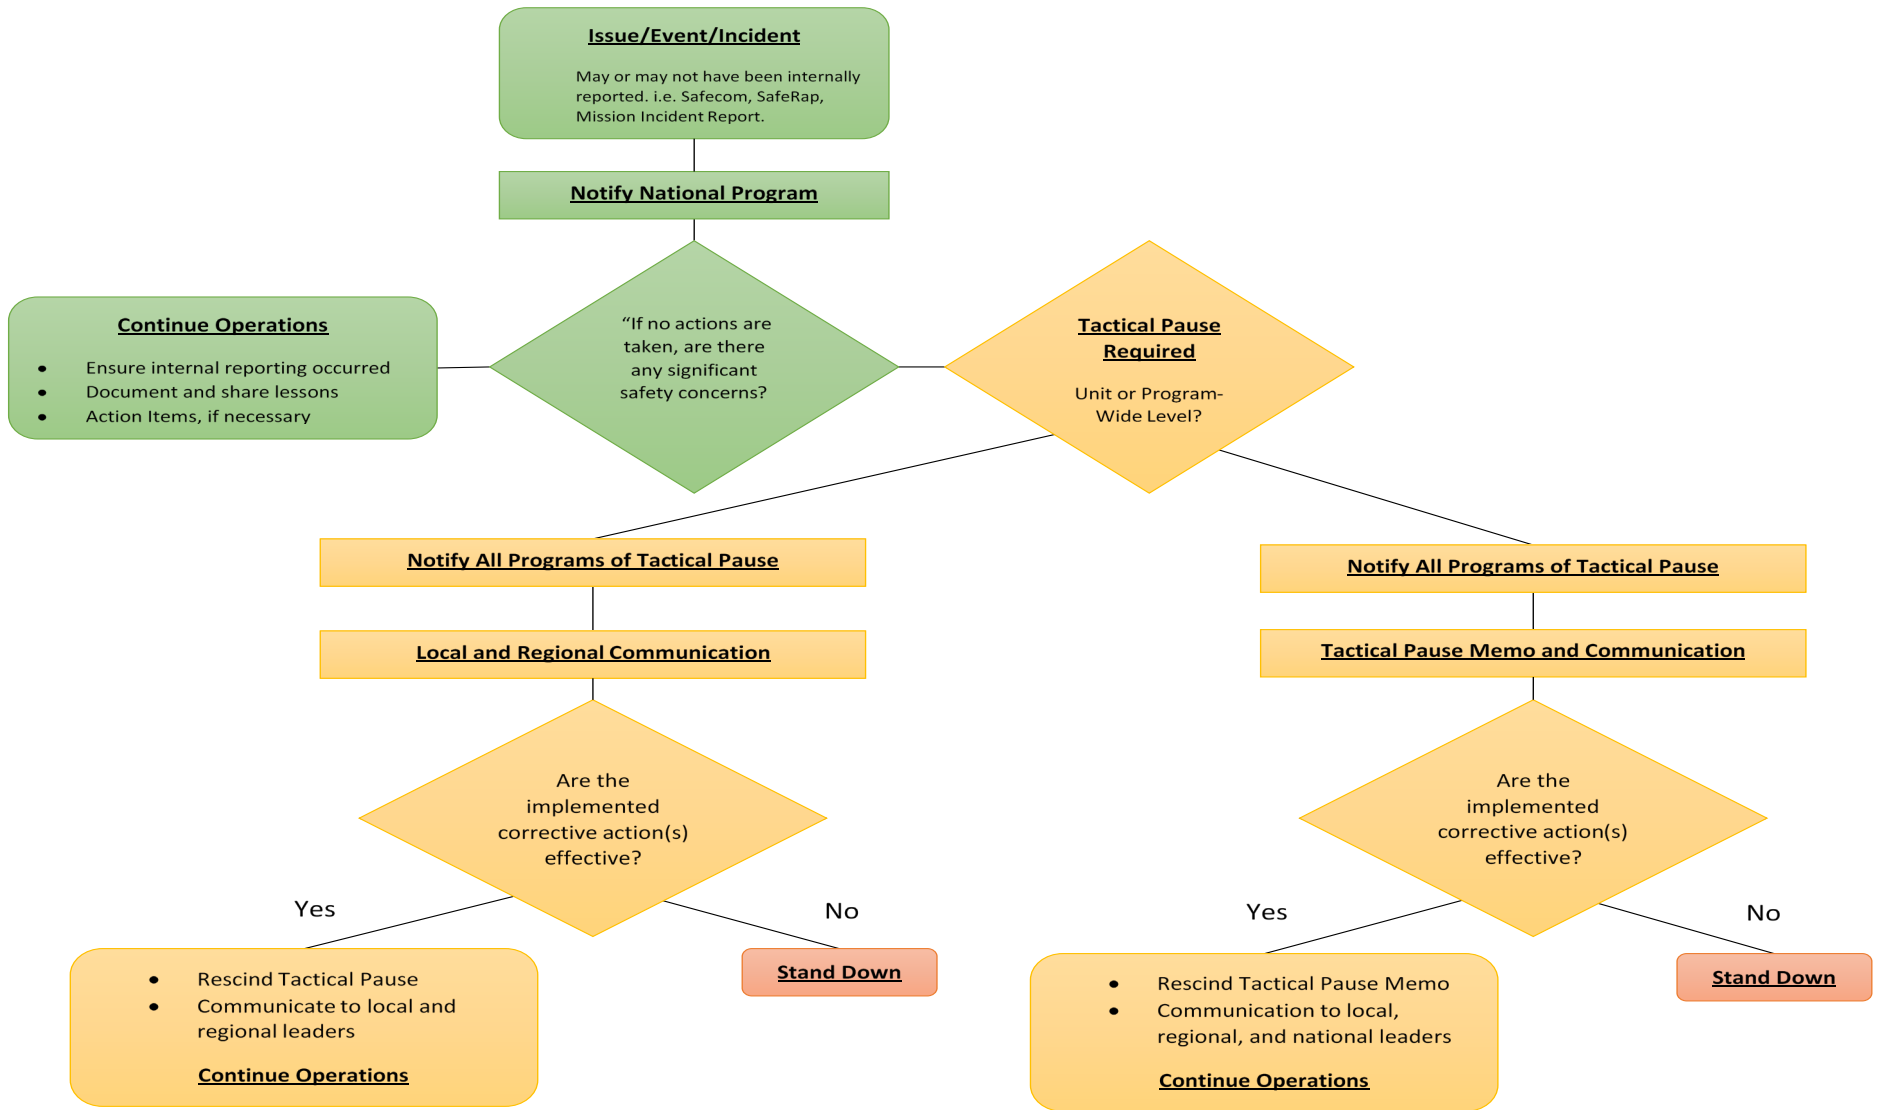 Issue/Event/Incident
May or may not have been internally
reported. i.e. Safecom, SafeRap,
Mission Incident Report.
Notify National Program
“If no actions are
taken, are there
any significant
safety concerns?
Continue Operations
• Ensure internal reporting occurred
• Document and share lessons
• Action Items, if necessary
Tactical Pause
Required
Unit or Program-
Wide Level?
Notify All Programs of Tactical Pause
Local and Regional Communication
Are the
implemented
corrective action(s)
effective?
Yes
No
• Rescind Tactical Pause
• Communicate to local and
regional leaders
Continue Operations
Stand Down
Notify All Programs of Tactical Pause
Tactical Pause Memo and Communication
Are the
implemented
corrective action(s)
effective?
Yes
No
• Rescind Tactical Pause Memo
• Communication to local,
regional, and national leaders
Continue Operations
Stand Down